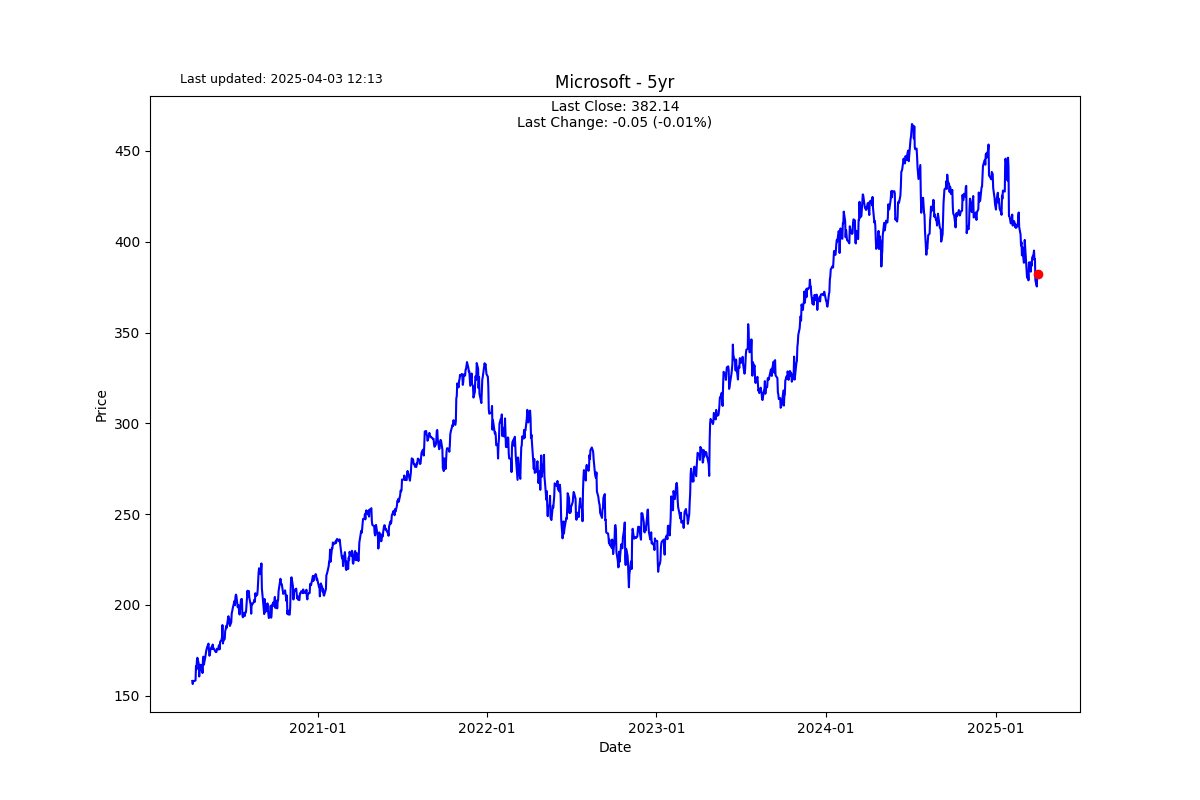 Last updated: 2025-04-03 12:13
Microsoft - 5yr
Last Close: 382.14
Last Change: -0.05 (-0.01%)
450
400
350
300
250
200
150
Price
2021-01
2022-01
2023-01
2024-01
2025-01
Date